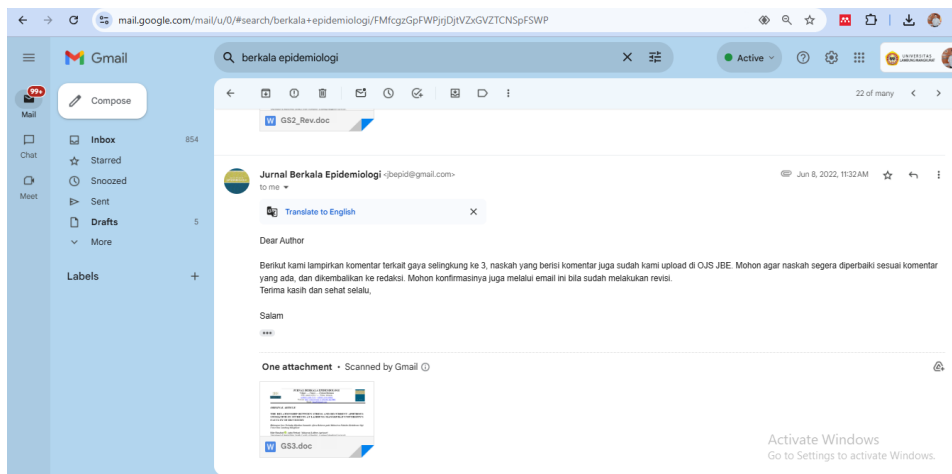 mail.google.com/mail/u/0/#search/berkala+epidemiologi/FMfcgzGpFWPjrjDjtVZxGVZTCNSpFSWP
Gmail
berkala epidemiologi
Active
UNIVERSITAS
99+
Mail
Compose
22 of many
Chat
Meet
Inbox 854
Starred
Snoozed
Sent
Drafts 5
More
Labels
GS2_Rev.doc
Jurnal Berkala Epidemiologi <jbepid@gmail.com>
Jun 8, 2022, 11:32 AM
to me
Translate to English
Dear Author
Berikut kami lampirkan komentar terkait gaya selingkung ke 3, naskah yang berisi komentar juga sudah kami upload di OJS JBE. Mohon agar naskah segera diperbaiki sesuai komentar
yang ada, dan dikembalikan ke redaksi. Mohon konfirmasinya juga melalui email ini bila sudah melakukan revisi.
Terima kasih dan sehat selalu,
Salam
One attachment • Scanned by Gmail
GS3.doc
Activate Windows
Go to Settings to activate Windows.